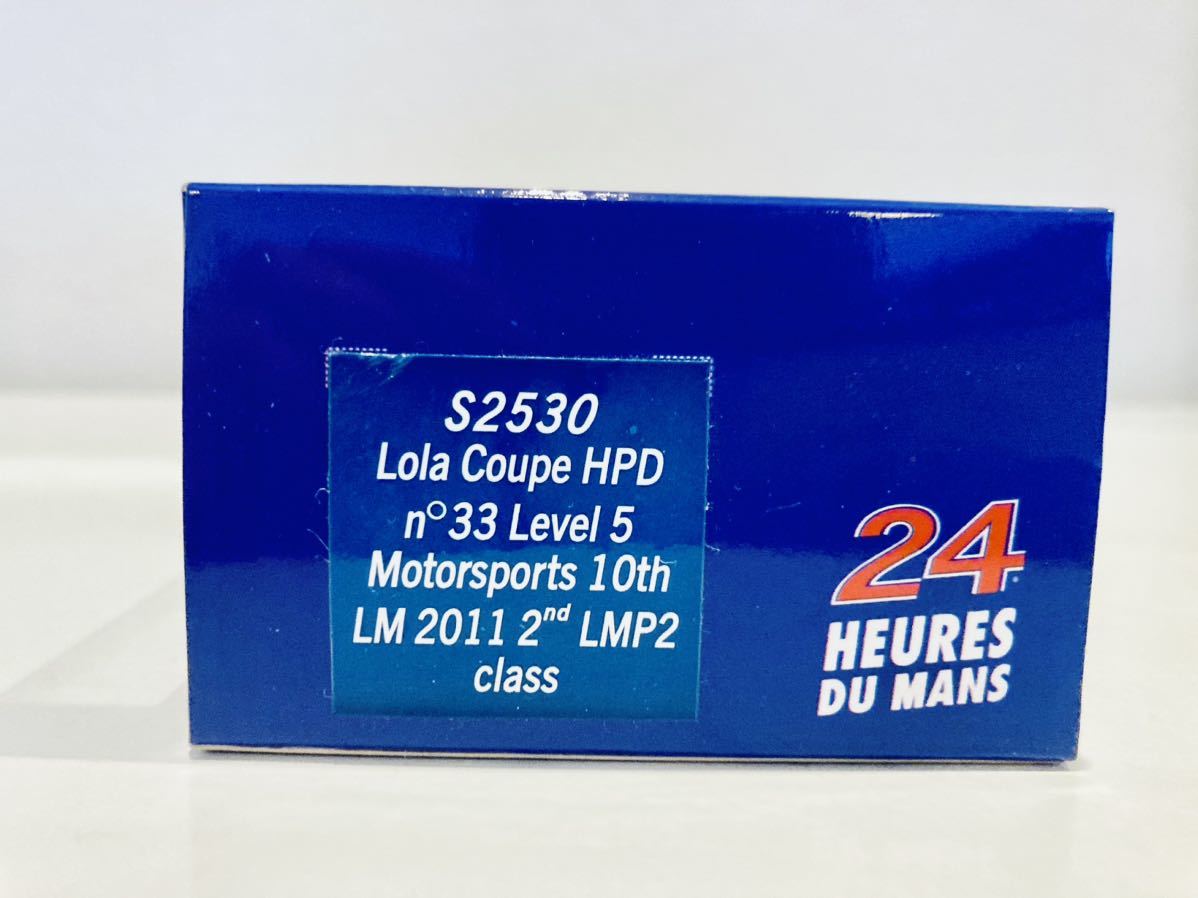 S2530
Lola Coupe HPD
n°33 Level 5
Motorsports 10th
LM 2011 2nd LMP2
class
24
HEURES
DU MANS